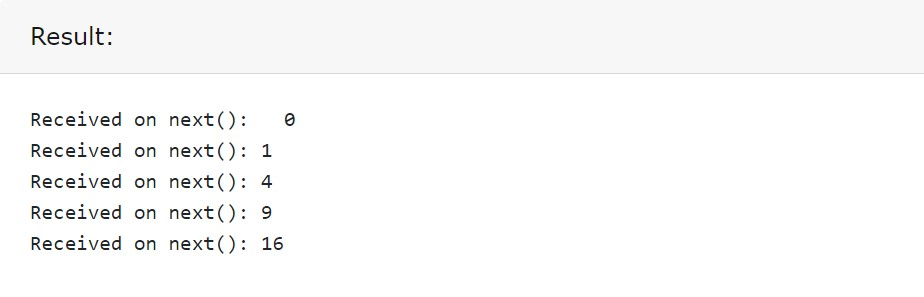 Result:
Received on next():   0
Received on next(): 1
Received on next(): 4
Received on next(): 9
Received on next(): 16